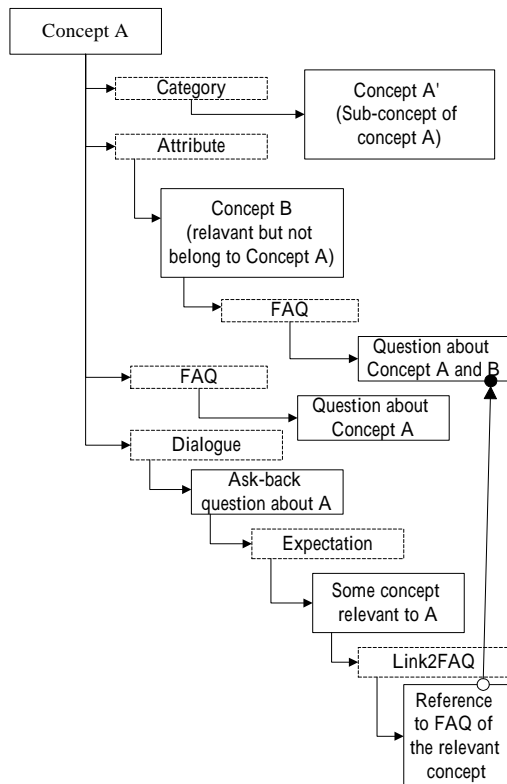 Concept A
Category
Concept A'
(Sub-concept of
concept A)
Attribute
Concept B
(relavant but not
belong to Concept A)
FAQ
Question about
Concept A and B
FAQ
Question about
Concept A
Dialogue
Ask-back
question about A
Expectation
Some concept
relevant to A
Link2FAQ
Reference
to FAQ of
the relevant
concept